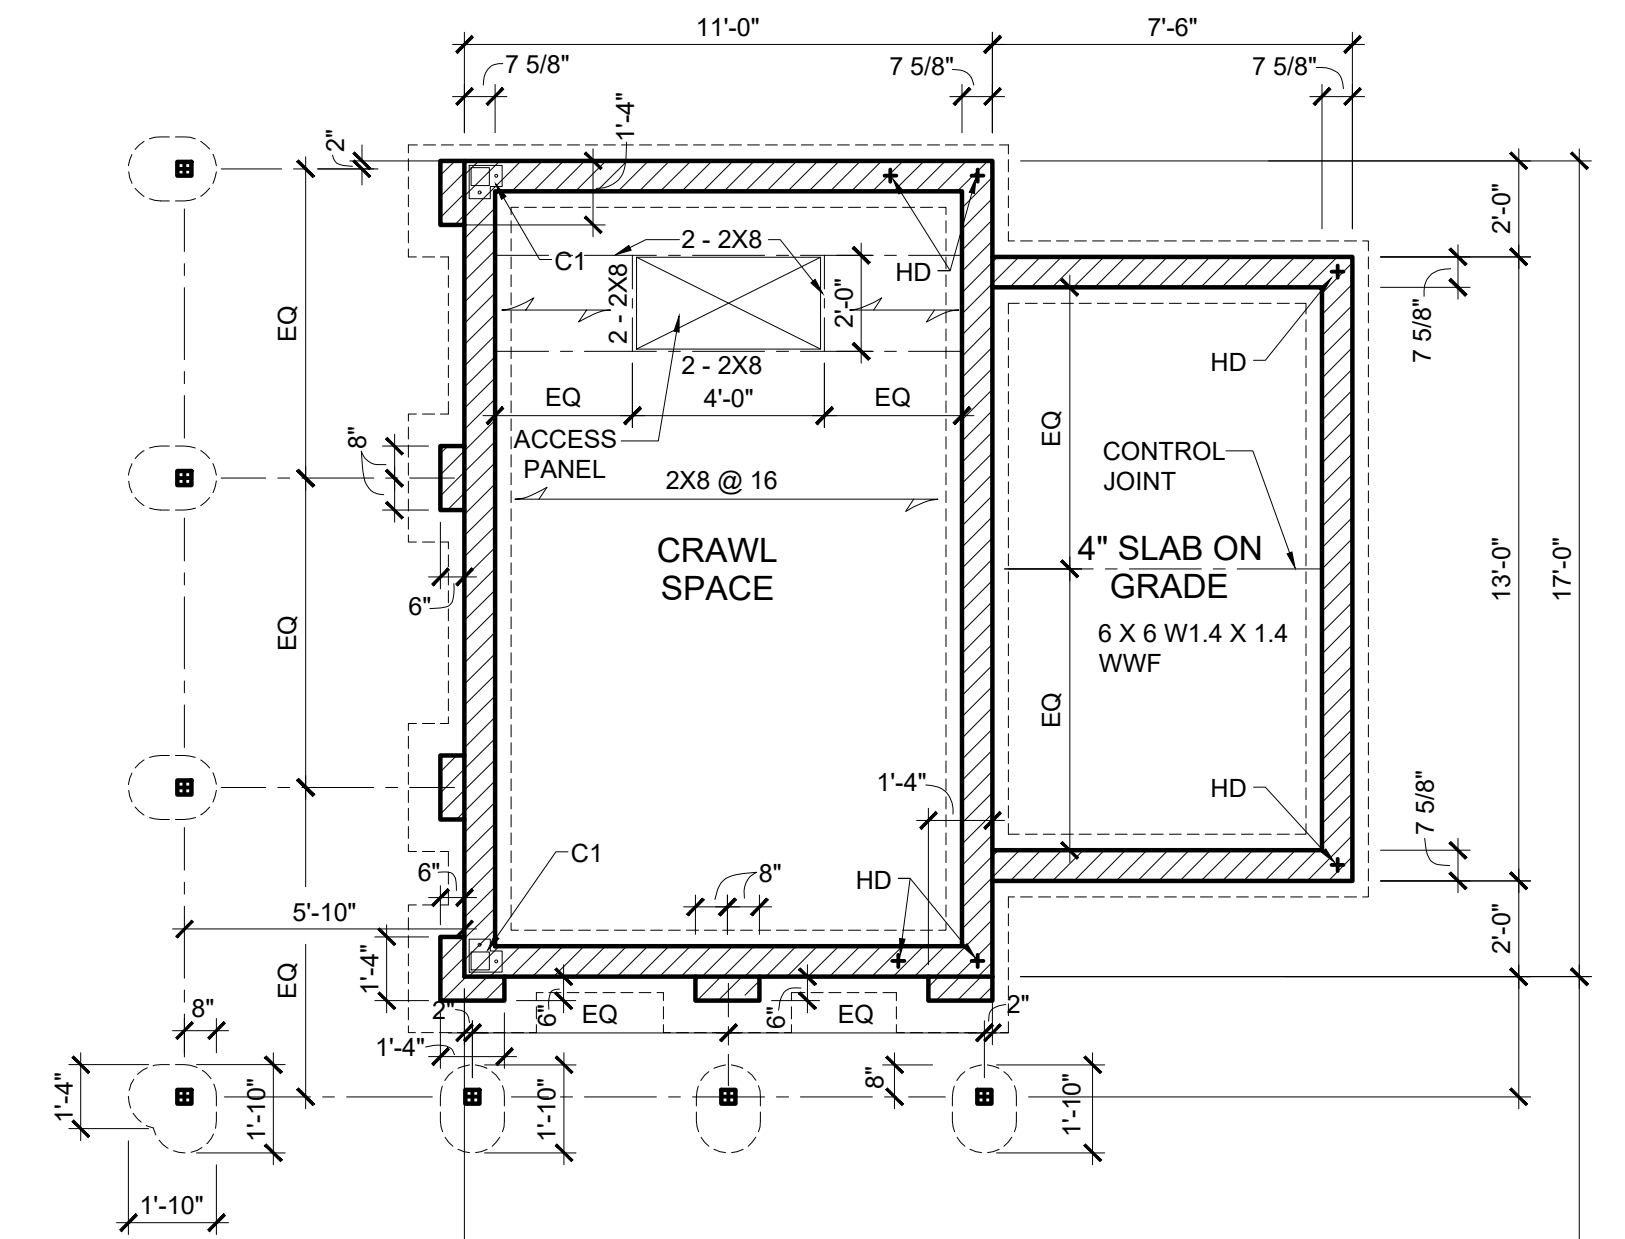 11'-0"
7'-6"
7 5/8"
7 5/8"
7 5/8"
2"
1'-4"
2'-0"
C1
2 - 2X8
HD
2 - 2X8
2'-0"
EQ
7 5/8"
HD
2 - 2X8
EQ
4'-0"
EQ
EQ
8"
ACCESS
PANEL
CONTROL
JOINT
2X8 @ 16
CRAWL
SPACE
4" SLAB ON
GRADE
13'-0"
17'-0"
6"
EQ
6 X 6 W1.4 X 1.4
WWF
EQ
1'-4"
HD
7 5/8"
C1
6"
8"
HD
5'-10"
2'-0"
1'-4"
EQ
8"
2"
6"
EQ
6"
EQ
2"
1'-4"
1'-4"
1'-10"
1'-10"
8"
1'-10"
1'-10"